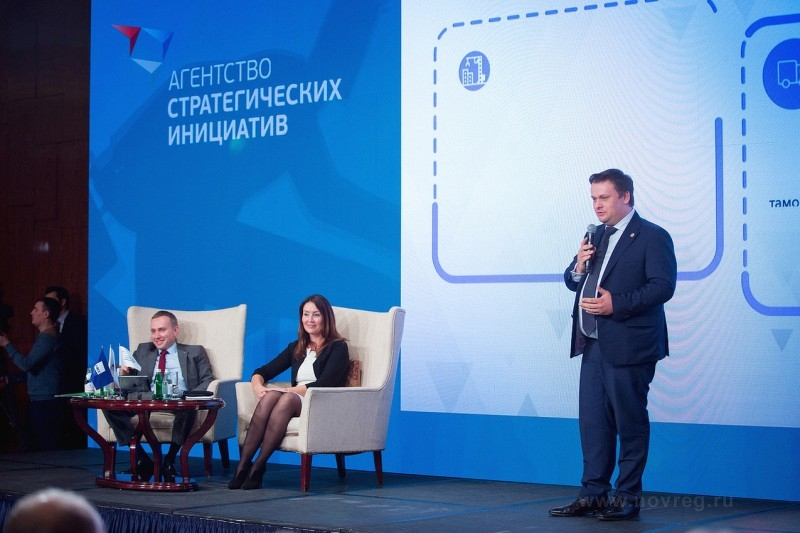 АГЕНТСТВО
СТРАТЕГИЧЕСКИХ
ИНИЦИАТИВ
тамо
www.novreg.ru